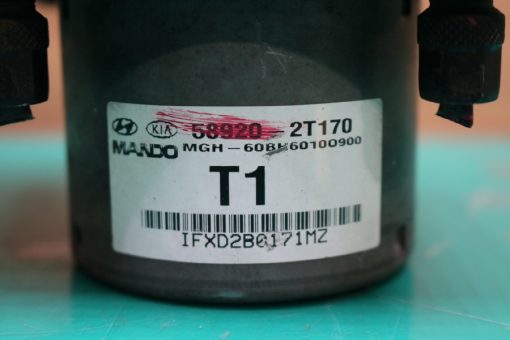 KIA 58920-2T170
MANDO MGH-60BH60100900
T1
IFXD2B0171MZ